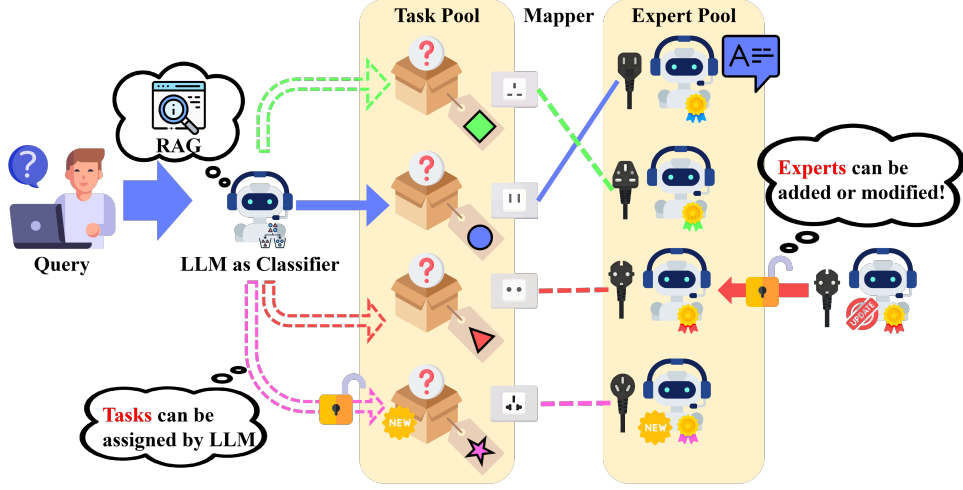 Task Pool
Mapper
Expert Pool
RAG
Query
LLM as Classifier
A
Experts can be
added or modified!
UPDATE
Tasks can be
assigned by LLM
NEW
NEW